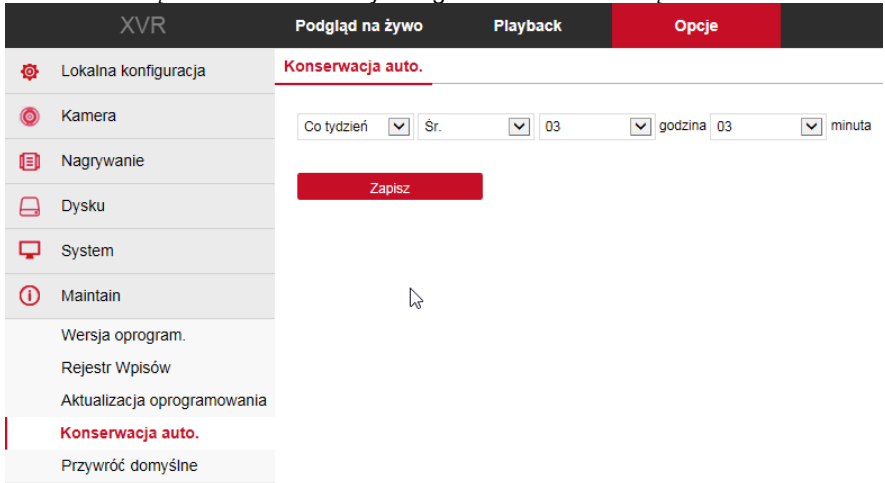 XVR Podgląd na żywo Playback Opcje
Lokalna konfiguracja
Kamera
Nagrywanie
Dysku
System
Maintain
Wersja oprogram.
Rejestr Wpisów
Aktualizacja oprogramowania
Konserwacja auto.
Przywróć domyślne
Konserwacja auto.
Co tydzień Śr. 03 godzina 03 minuta
Zapisz